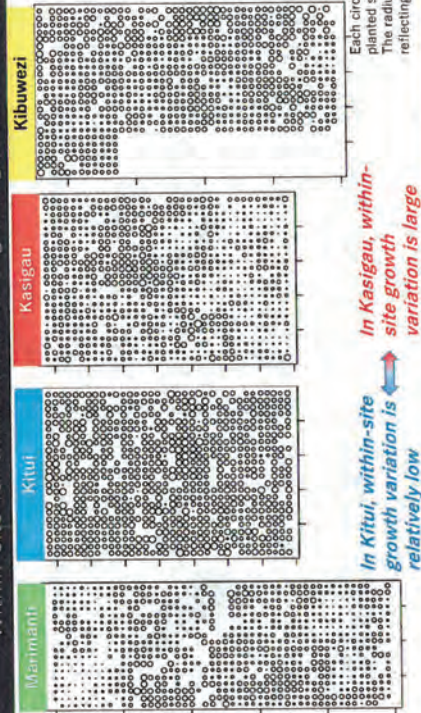 Marimanti
Kitui
Kasigau
Kibuwezi
In Kitui, within-site
growth variation is
relatively low
In Kasigau, within-
site growth
variation is large
Each circ
planted s
The radiu
reflecting